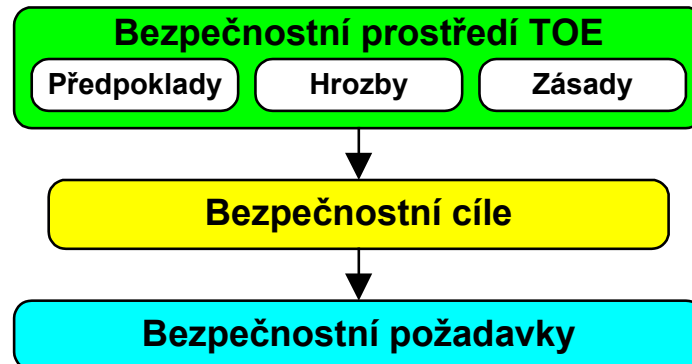 Bezpečnostní prostředí TOE
Předpoklady Hrozby Zásady
Bezpečnostní cíle
Bezpečnostní požadavky